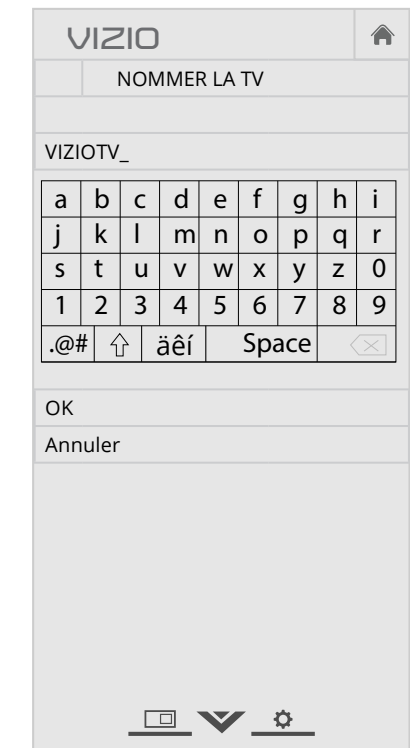 VIZIO
NOMMER LA TV
VIZIOTV_
a b c d e f g h i
j k l m n o p q r
s t u v w x y z 0
1 2 3 4 5 6 7 8 9
.@# äêí Space
OK
Annuler